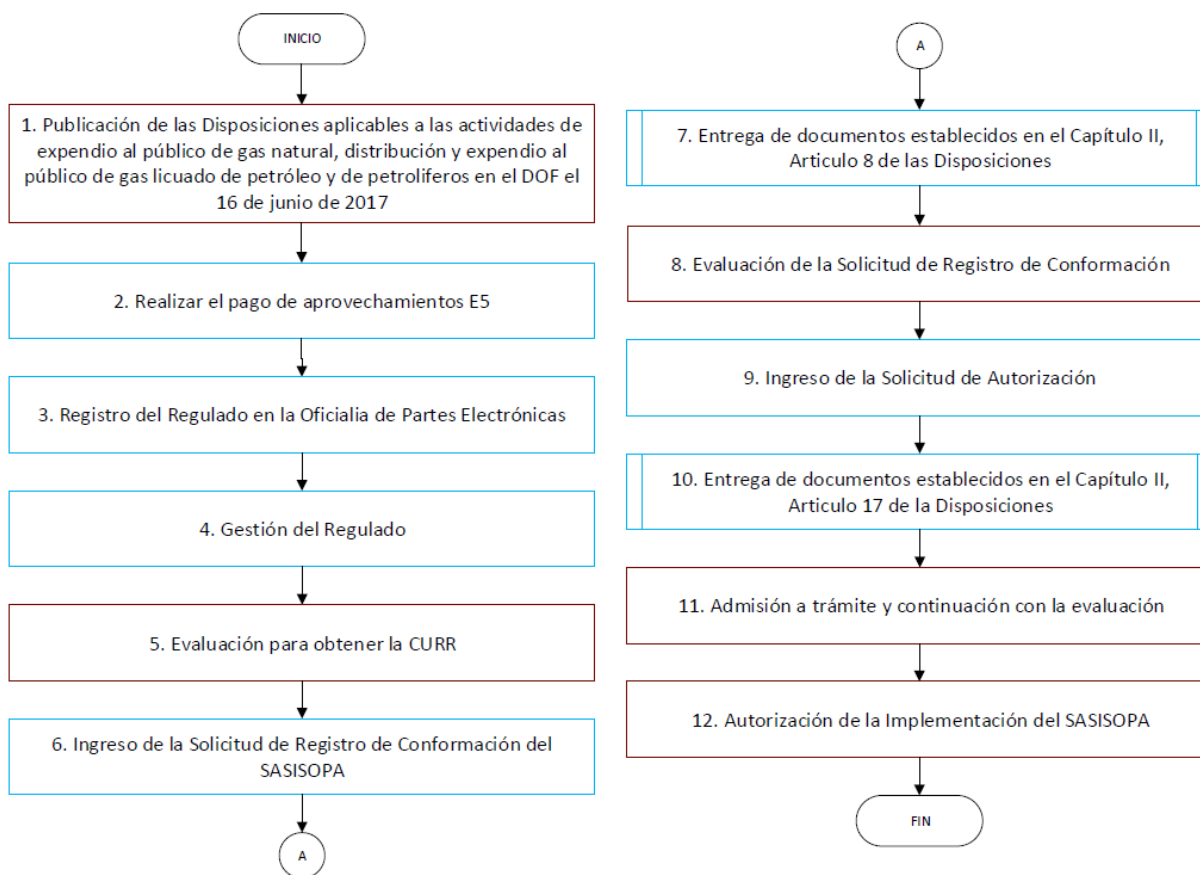 INICIO
1. Publicación de las Disposiciones aplicables a las actividades de
expendio al público de gas natural, distribución y expendio al
público de gas licuado de petróleo y de petroliferos en el DOF el
16 de junio de 2017
2. Realizar el pago de aprovechamientos E5
3. Registro del Regulado en la Oficialia de Partes Electrónicas
4. Gestión del Regulado
5. Evaluación para obtener la CURR
6. Ingreso de la Solicitud de Registro de Conformación del
SASISOPA
A
A
7. Entrega de documentos establecidos en el Capítulo II,
Articulo 8 de las Disposiciones
8. Evaluación de la Solicitud de Registro de Conformación
9. Ingreso de la Solicitud de Autorización
10. Entrega de documentos establecidos en el Capítulo II,
Articulo 17 de la Disposiciones
11. Admisión a trámite y continuación con la evaluación
12. Autorización de la Implementación del SASISOPA
FIN